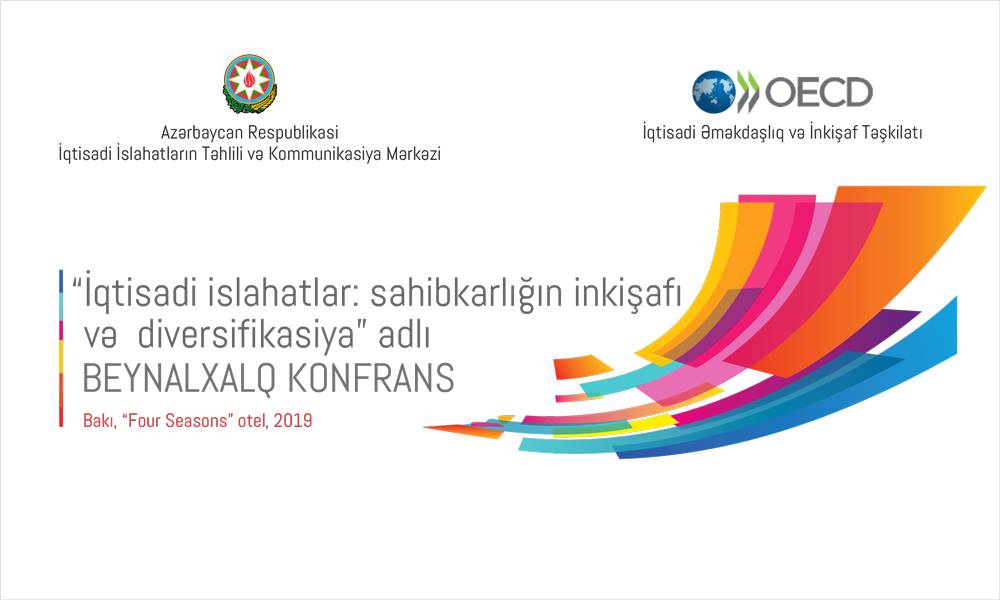 Azərbaycan Respublikasi
İqtisadi İslahatların Təhlili və Kommunikasiya Mərkəzi
OECD
İqtisadi Əməkdaşlıq və İnkişaf Təşkilatı
“İqtisadi islahatlar: sahibkarlığın inkişafı
və diversifikasiya” adlı
BEYNALXALQ KONFRANS
Bakı, “Four Seasons” otel, 2019